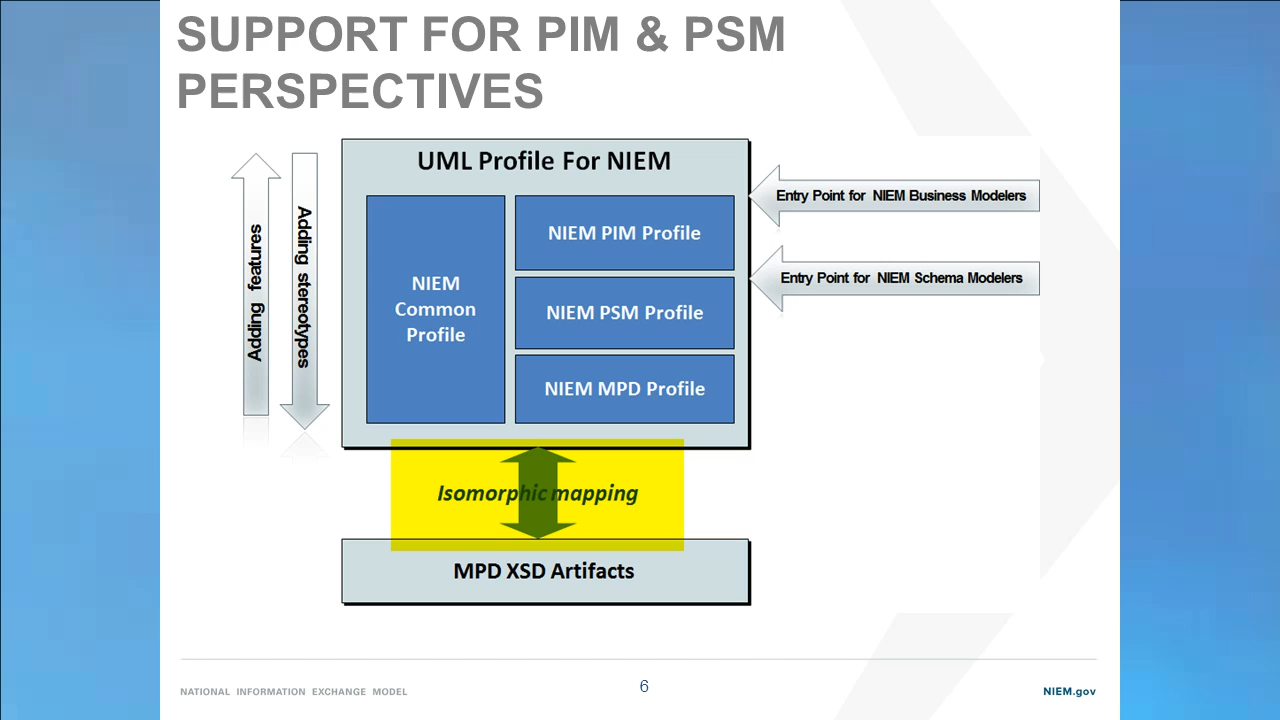 SUPPORT FOR PIM & PSM
PERSPECTIVES
Adding features
Adding stereotypes
UML Profile For NIEM
NIEM
Common
Profile
NIEM PIM Profile
NIEM PSM Profile
NIEM MPD Profile
Entry Point for NIEM Business Modelers
Entry Point for NIEM Schema Modelers
Isomorphic mapping
MPD XSD Artifacts
NATIONAL INFORMATION EXCHANGE MODEL
6
NIEM.gov